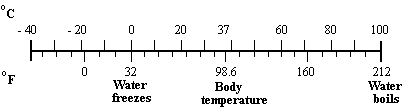 °C
- 40 - 20 0 20 37 60 80 100
°F
0 32 98.6 160 212
Water freezes
Body temperature
Water boils